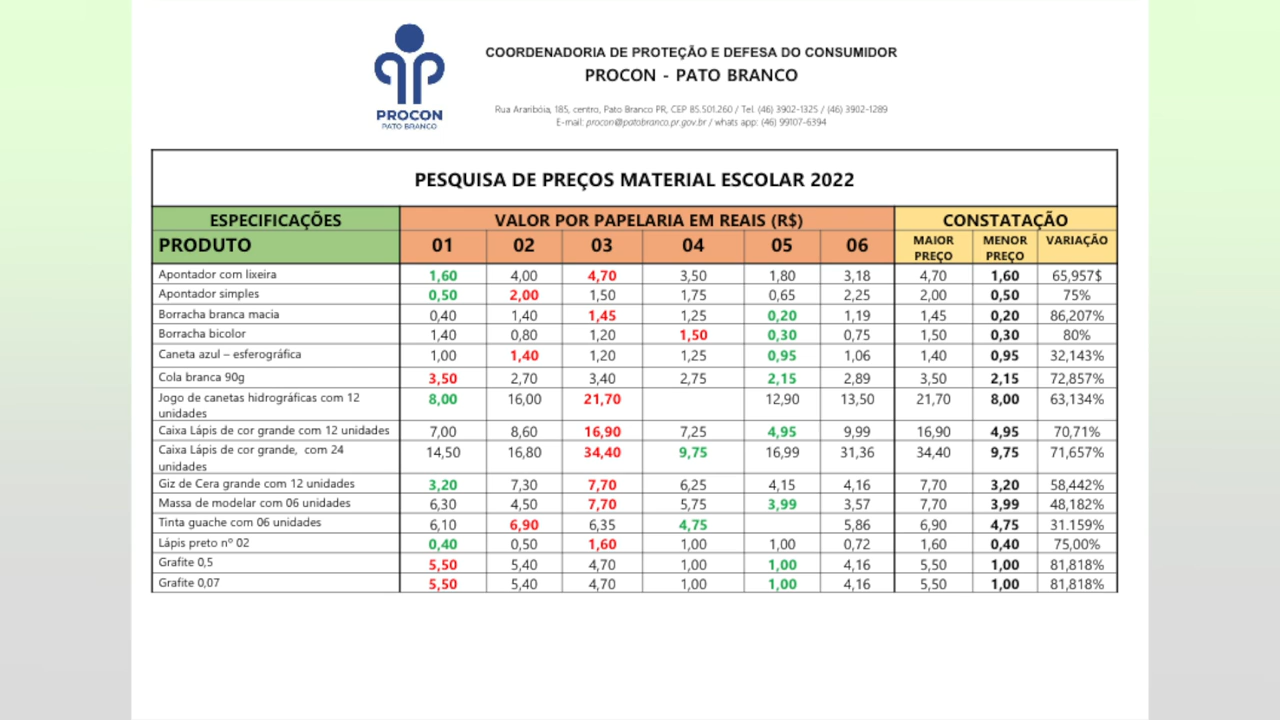 COORDENADORIA DE PROTEÇÃO E DEFESA DO CONSUMIDOR
PROCON - PATO BRANCO
PROCON
PATO BRANCO
Rua Araribóia, 185, centro, Pato Branco PR, CEP 85.501.260 / Tel. (46) 3902-1325 / (46) 3902-1289
E-mail: procon@patobranco.pr.gov.br / whats app: (46) 99107-6394
PESQUISA DE PREÇOS MATERIAL ESCOLAR 2022
ESPECIFICAÇÕES VALOR POR PAPELARIA EM REAIS (R$) CONSTATAÇÃO
PRODUTO 01 02 03 04 05 06 MAIOR PREÇO MENOR PREÇO VARIAÇÃO
Apontador com lixeira 1,60 4,00 4,70 3,50 1,80 3,18 4,70 1,60 65,957$
Apontador simples 0,50 2,00 1,50 1,75 0,65 2,25 2,00 0,50 75%
Borracha branca macia 0,40 1,40 1,45 1,25 0,20 1,19 1,45 0,20 86,207%
Borracha bicolor 1,40 0,80 1,20 1,50 0,30 0,75 1,50 0,30 80%
Caneta azul – esferográfica 1,00 1,40 1,20 1,25 0,95 1,06 1,40 0,95 32,143%
Cola branca 90g 3,50 2,70 3,40 2,75 2,15 2,89 3,50 2,15 72,857%
Jogo de canetas hidrográficas com 12 unidades 8,00 16,00 21,70 12,90 13,50 21,70 8,00 63,134%
Caixa Lápis de cor grande com 12 unidades 7,00 8,60 16,90 7,25 4,95 9,99 16,90 4,95 70,71%
Caixa Lápis de cor grande, com 24 unidades 14,50 16,80 34,40 9,75 16,99 31,36 34,40 9,75 71,657%
Giz de Cera grande com 12 unidades 3,20 7,30 7,70 6,25 4,15 4,16 7,70 3,20 58,442%
Massa de modelar com 06 unidades 6,30 4,50 7,70 5,75 3,99 3,57 7,70 3,99 48,182%
Tinta guache com 06 unidades 6,10 6,90 6,35 4,75 5,86 6,90 4,75 31.159%
Lápis preto nº 02 0,40 0,50 1,60 1,00 1,00 0,72 1,60 0,40 75,00%
Grafite 0,5 5,50 5,40 4,70 1,00 1,00 4,16 5,50 1,00 81,818%
Grafite 0,07 5,50 5,40 4,70 1,00 1,00 4,16 5,50 1,00 81,818%